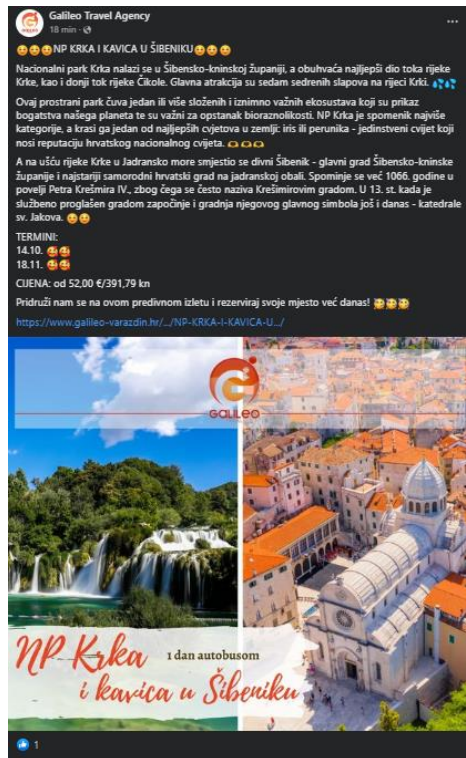 Galileo Travel Agency
18 min ·
😊😊😊NP KRKA I KAVICA U ŠIBENIKU😊😊😊
Nacionalni park Krka nalazi se u Šibensko-kninskoj županiji, a obuhvaća najljepši dio toka rijeke
Krke, kao i donji tok rijeke Čikole. Glavna atrakcija su sedam sedrenih slapova na rijeci Krki. 💦💦
Ovaj prostrani park čuva jedan ili više složenih i iznimno važnih ekosustava koji su prikaz
bogatstva našega planeta te su važni za opstanak bioraznolikosti. NP Krka je spomenik najviše
kategorije, a krasi ga jedan od najljepših cvjetova u zemlji: iris ili perunika - jedinstveni cvijet koji
nosi reputaciju hrvatskog nacionalnog cvijeta.
A na ušću rijeke Krke u Jadransko more smjestio se divni Šibenik - glavni grad Šibensko-kninske
županije i najstariji samorodni hrvatski grad na jadranskoj obali. Spominje se već 1066. godine u
povelji Petra Krešmira IV., zbog čega se često naziva Krešimirovim gradom. U 13. st. kada je
službeno proglašen gradom započinje i gradnja njegovog glavnog simbola još i danas - katedrale
sv. Jakova. 😊😊
TERMINI:
14.10. 🥰🥰
18.11. 🥰🥰
CIJENA: od 52,00 €/391,79 kn
Pridruži nam se na ovom predivnom izletu i rezerviraj svoje mjesto već danas! 🥰🥰🥰
https://www.galileo-varazdin.hr/.../NP-KRKA-I-KAVICA-U.../
GALILEO
NP Krka 1 dan autobusom
i kavica u Šibeniku
1